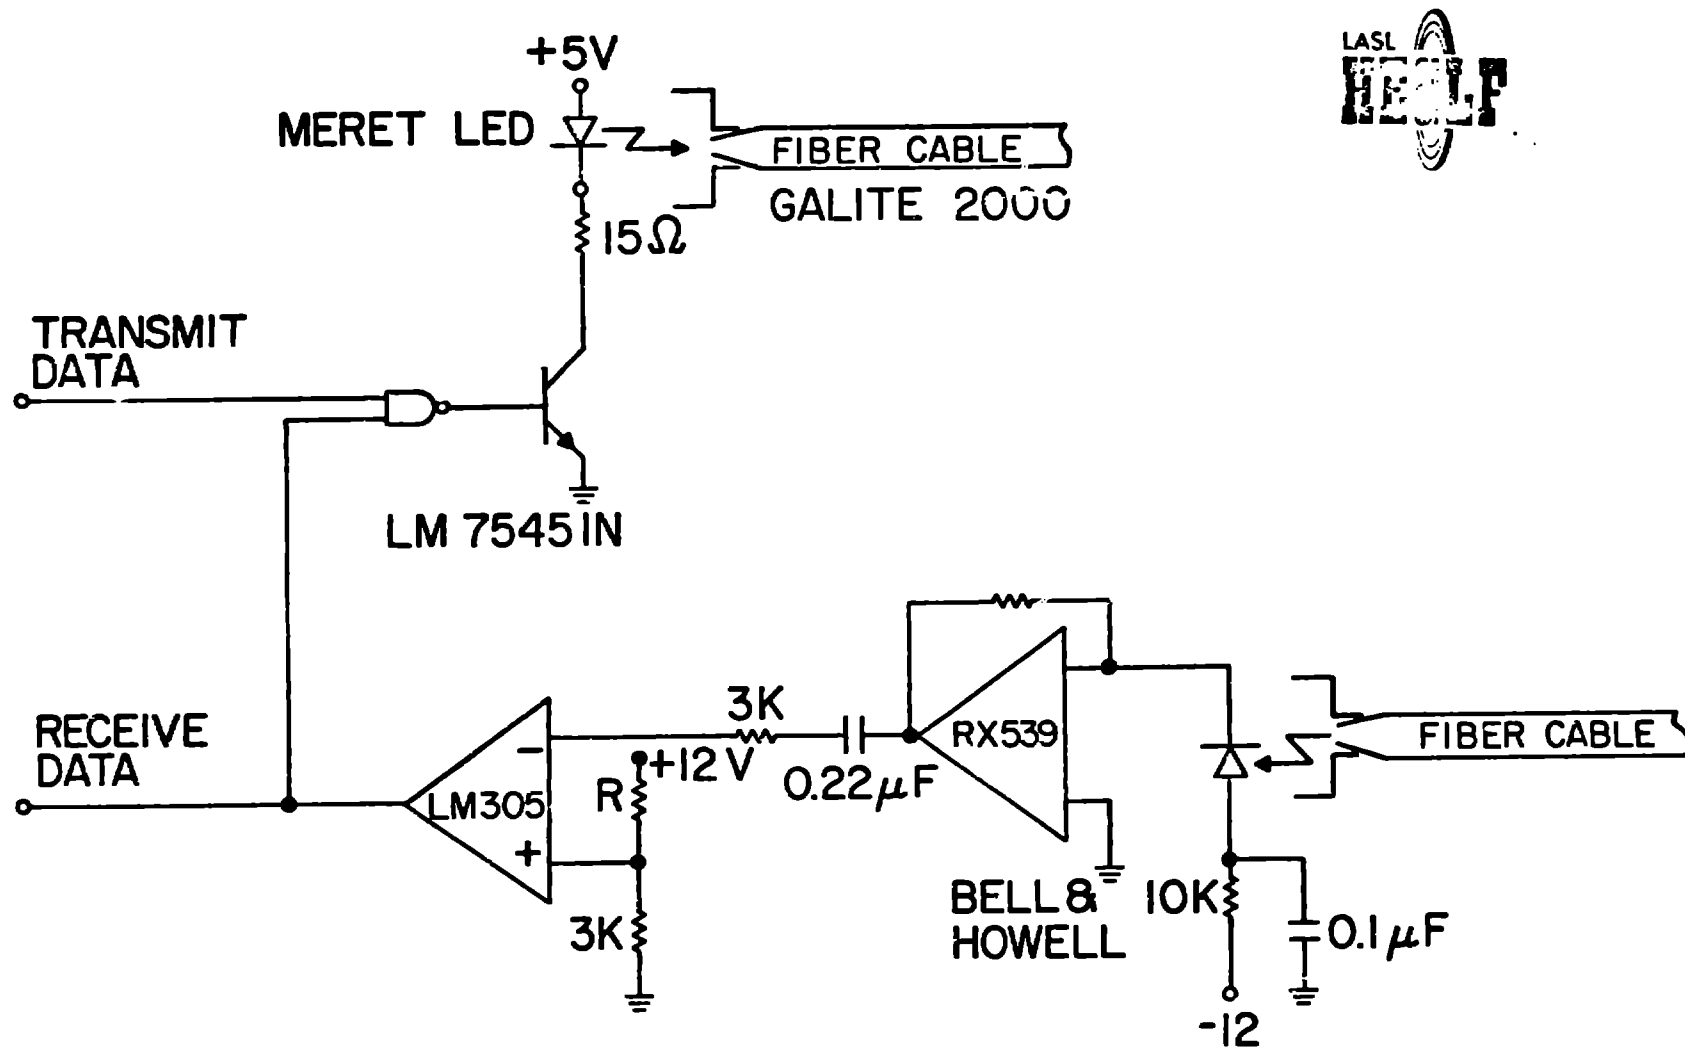 LASL
HELF
+5V
MERET LED
FIBER CABLE
GALITE 2000
15Ω
TRANSMIT
DATA
LM 75451N
RECEIVE
DATA
LM305
−
+
3K
+12V
R
3K
0.22μF
RX539
BELL &
HOWELL
FIBER CABLE
10K
0.1μF
-12